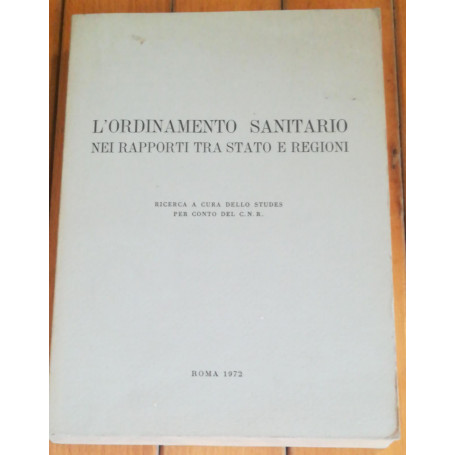 L'ORDINAMENTO SANITARIO
NEI RAPPORTI TRA STATO E REGIONI
RICERCA A CURA DELLO STUDES
PER CONTO DEL C.N.R.
ROMA 1972